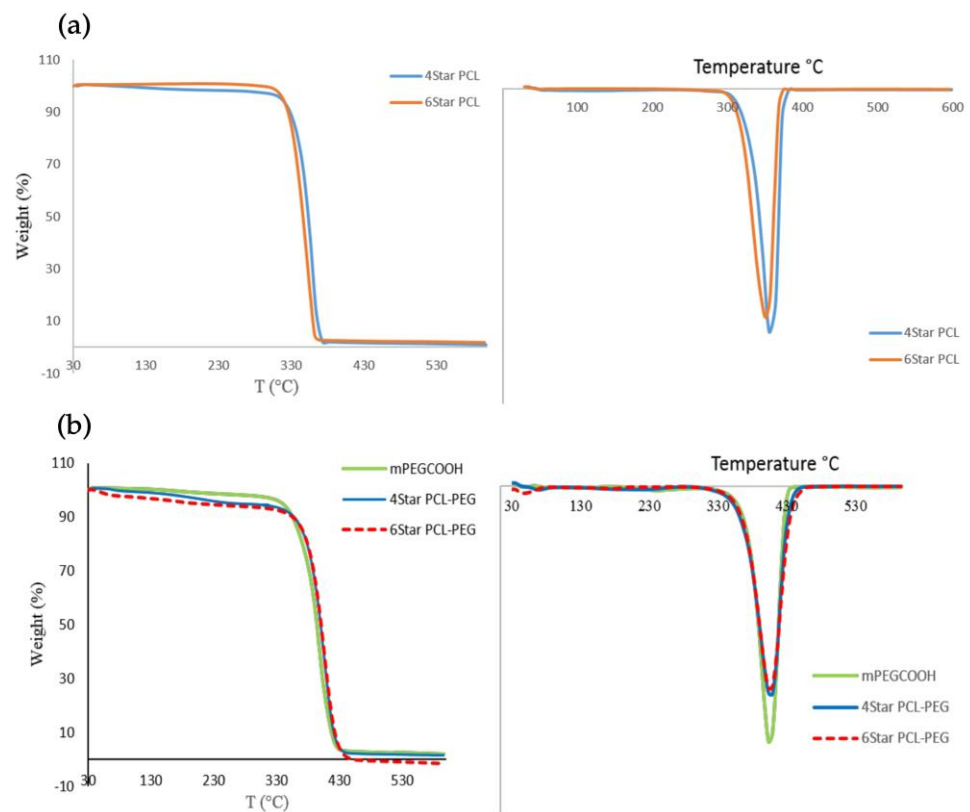 (a)
110
90
70
50
30
10
-10
Weight (%)
30 130 230 330 430 530
T (°C)
4Star PCL
6Star PCL
Temperature °C
100 200 300 400 500 600
4Star PCL
6Star PCL
(b)
110
90
70
50
30
10
-10
Weight (%)
30 130 230 330 430 530
T (°C)
mPEGCOOH
4Star PCL-PEG
6Star PCL-PEG
Temperature °C
30 130 230 330 430 530
mPEGCOOH
4Star PCL-PEG
6Star PCL-PEG